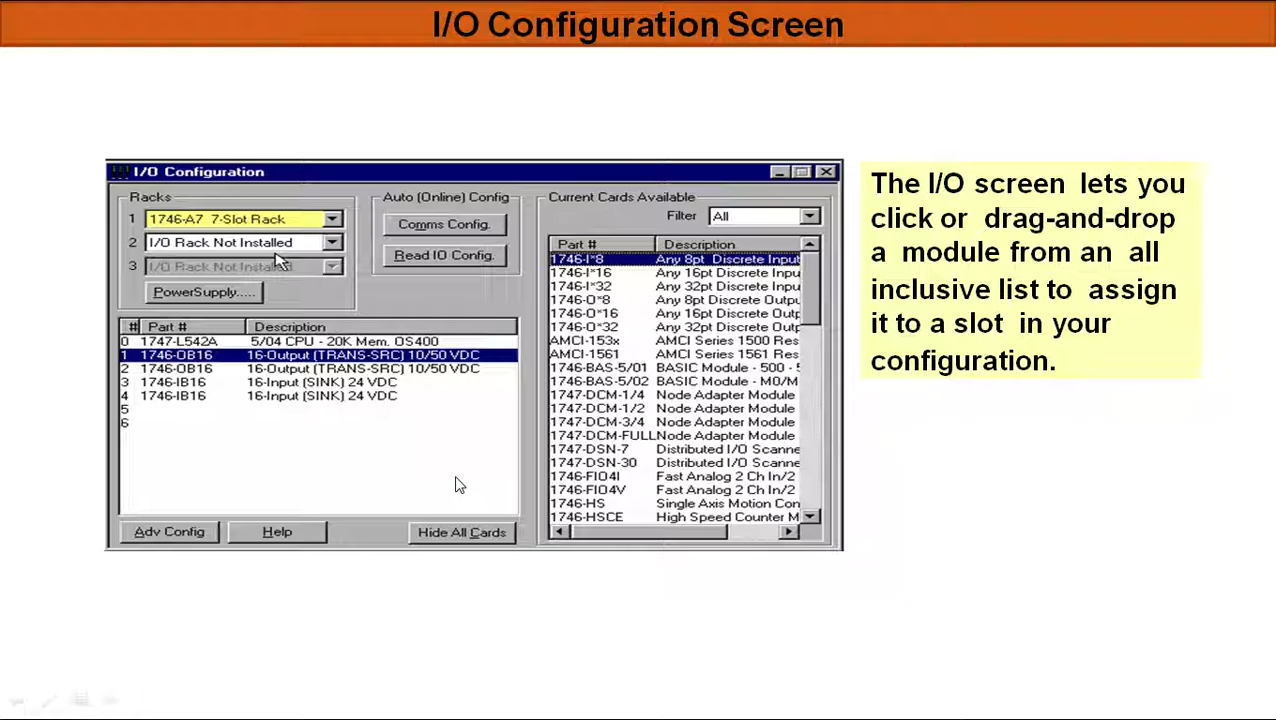 I/O Configuration Screen
I/O Configuration
Racks
1 1746-A7 7-Slot Rack
2 I/O Rack Not Installed
3 I/O Rack Not Installed
PowerSupply....
Auto (Online) Config
Comms Config.
Read IO Config.
Current Cards Available
Filter All
Part # Description
1746-I*8 Any 8pt Discrete Input
1746-I*16 Any 16pt Discrete Input
1746-I*32 Any 32pt Discrete Input
1746-O*8 Any 8pt Discrete Outpu
1746-O*16 Any 16pt Discrete Outp
1746-O*32 Any 32pt Discrete Outp
AMCI-153x AMCI Series 1500 Res
AMCI-1561 AMCI Series 1561 Res
1746-BAS-5/01 BASIC Module - 500 - 5
1746-BAS-5/02 BASIC Module - M0/M
1747-DCM-1/4 Node Adapter Module
1747-DCM-1/2 Node Adapter Module
1747-DCM-3/4 Node Adapter Module
1747-DCM-FULL Node Adapter Module
1747-DSN-7 Distributed I/O Scanne
1747-DSN-30 Distributed I/O Scanne
1746-FIO4I Fast Analog 2 Ch In/2
1746-FIO4V Fast Analog 2 Ch In/2
1746-HS Single Axis Motion Con
1746-HSCE High Speed Counter M
# Part # Description
0 1747-L542A 5/04 CPU - 20K Mem. OS400
1 1746-OB16 16-Output (TRANS-SRC) 10/50 VDC
2 1746-OB16 16-Output (TRANS-SRC) 10/50 VDC
3 1746-IB16 16-Input (SINK) 24 VDC
4 1746-IB16 16-Input (SINK) 24 VDC
5
6
Adv Config
Help
Hide All Cards
The I/O screen lets you
click or drag-and-drop
a module from an all
inclusive list to assign
it to a slot in your
configuration.